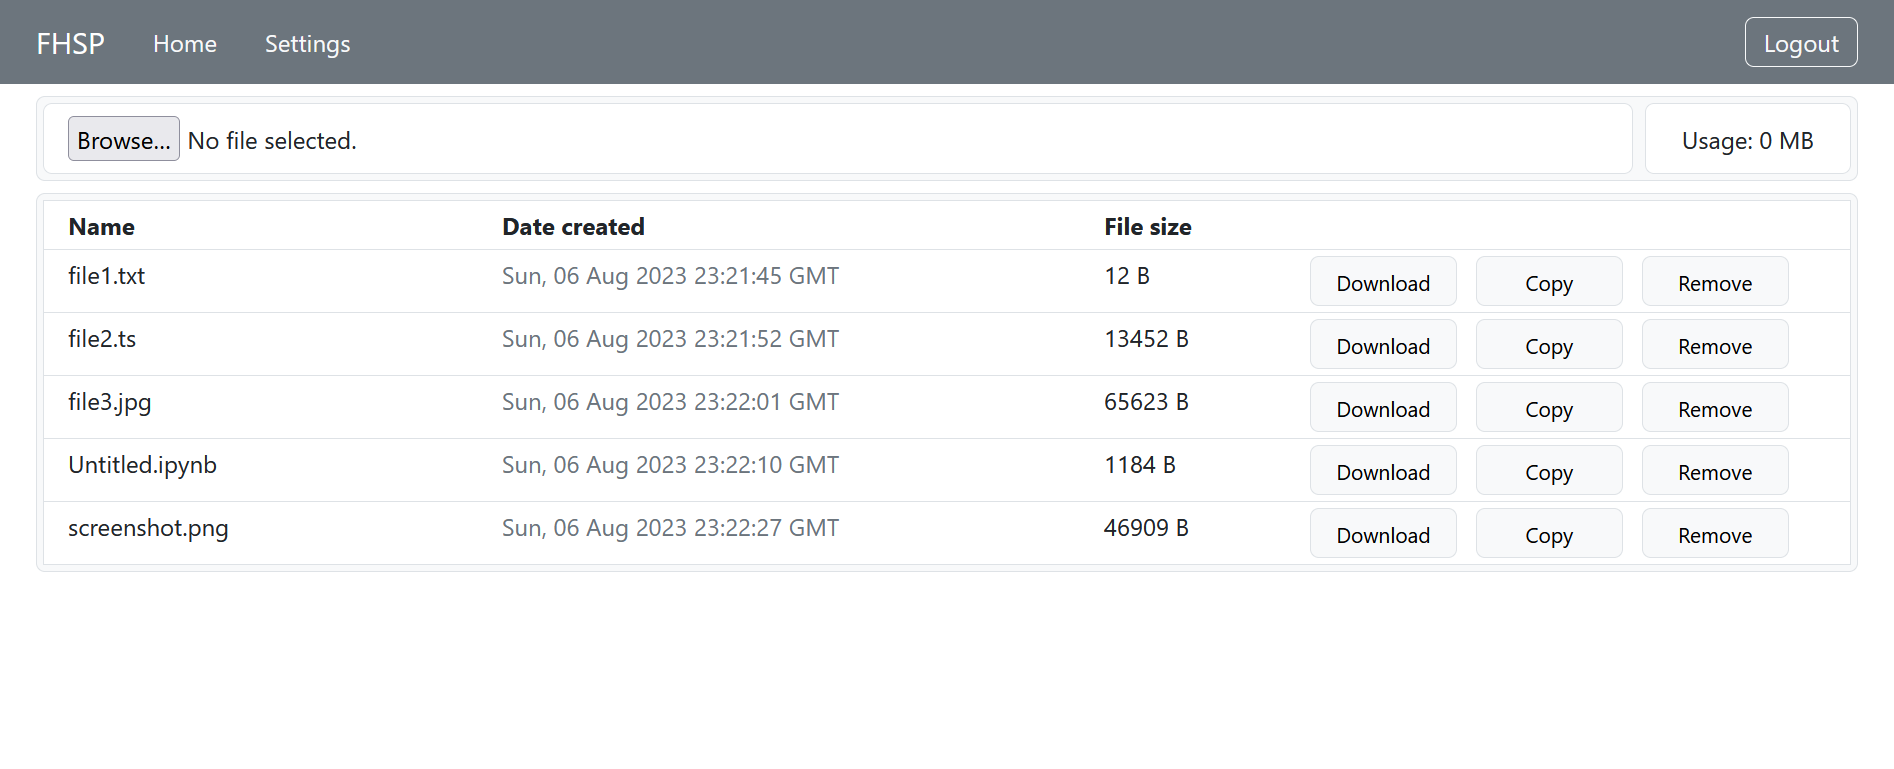 FHSP Home Settings Logout
Browse... No file selected. Usage: 0 MB
Name Date created File size
file1.txt Sun, 06 Aug 2023 23:21:45 GMT 12 B Download Copy Remove
file2.ts Sun, 06 Aug 2023 23:21:52 GMT 13452 B Download Copy Remove
file3.jpg Sun, 06 Aug 2023 23:22:01 GMT 65623 B Download Copy Remove
Untitled.ipynb Sun, 06 Aug 2023 23:22:10 GMT 1184 B Download Copy Remove
screenshot.png Sun, 06 Aug 2023 23:22:27 GMT 46909 B Download Copy Remove